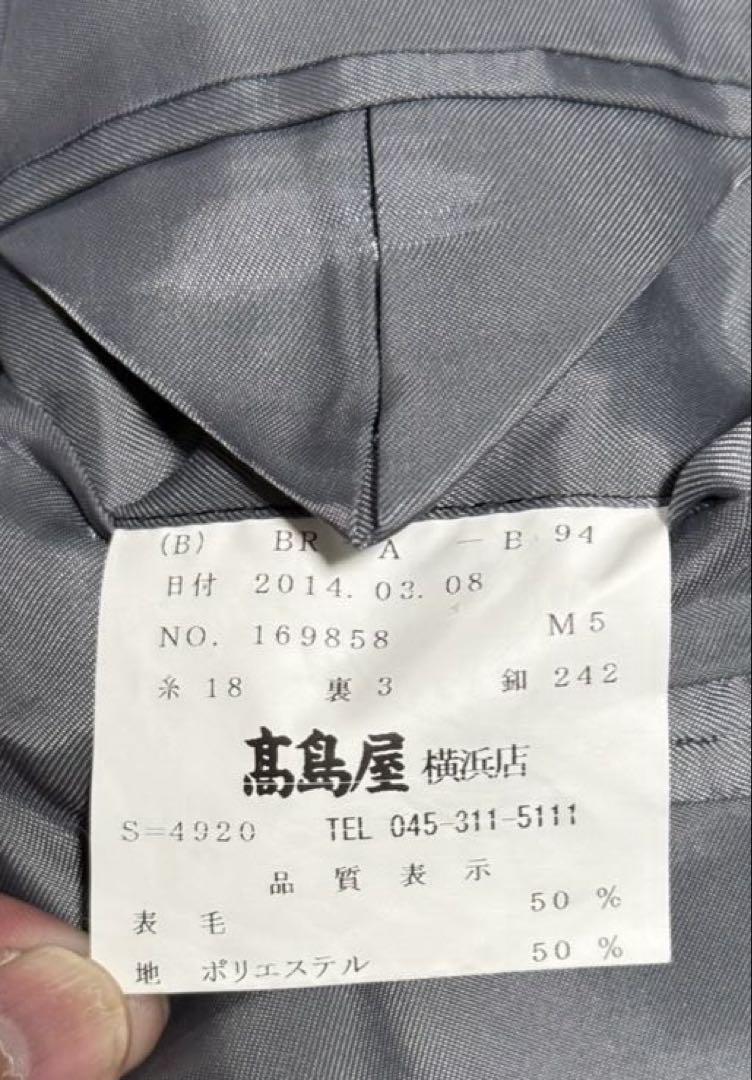 (B) BR A － B 94
日付 2014. 03. 08
NO. 169858 M5
糸 18 裏 3 釦 242
髙島屋 横浜店
S=4920 TEL 045-311-5111
品質表示
表 毛 50 %
地 ポリエステル 50 %